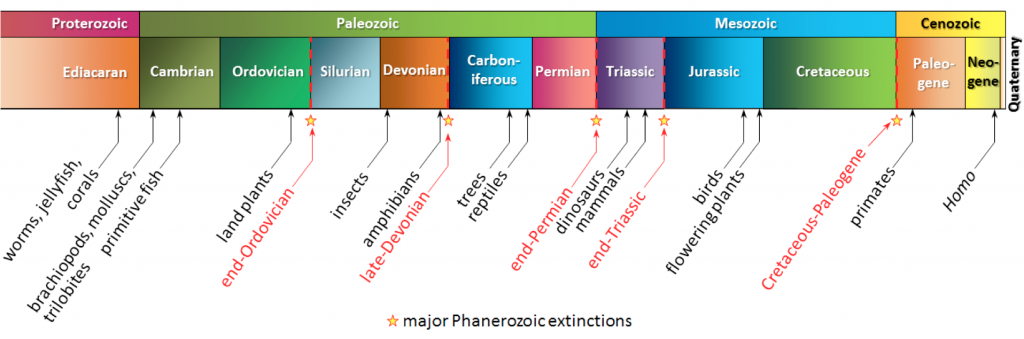 Proterozoic
Paleozoic
Mesozoic
Cenozoic
Ediacaran
Cambrian
Ordovician
Silurian
Devonian
Carbon-
iferous
Permian
Triassic
Jurassic
Cretaceous
Paleo-
gene
Neo-
gene
Quaternary
worms, jellyfish,
corals
brachiopods, molluscs,
trilobites
primitive fish
land plants
end-Ordovician
insects
amphibians
late-Devonian
trees
reptiles
end-Permian
dinosaurs
mammals
end-Triassic
birds
flowering plants
Cretaceous-Paleogene
primates
Homo
major Phanerozoic extinctions